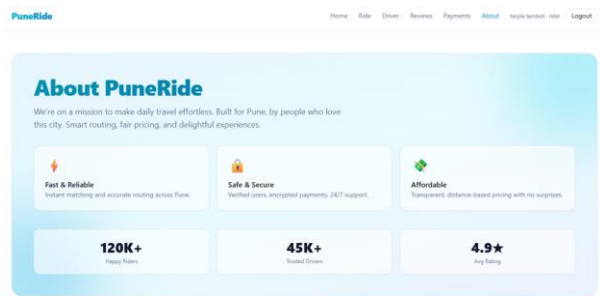 PuneRide
Home Ride Driver Reviews Payments About tanjila tamboli · rider Logout
About PuneRide
We're on a mission to make daily travel effortless. Built for Pune, by people who love
this city. Smart routing, fair pricing, and delightful experiences.
Fast & Reliable
Instant matching and accurate routing across Pune.
Safe & Secure
Verified users, encrypted payments, 24/7 support.
Affordable
Transparent, distance-based pricing with no surprises.
120K+
Happy Riders
45K+
Trusted Drivers
4.9★
Avg Rating